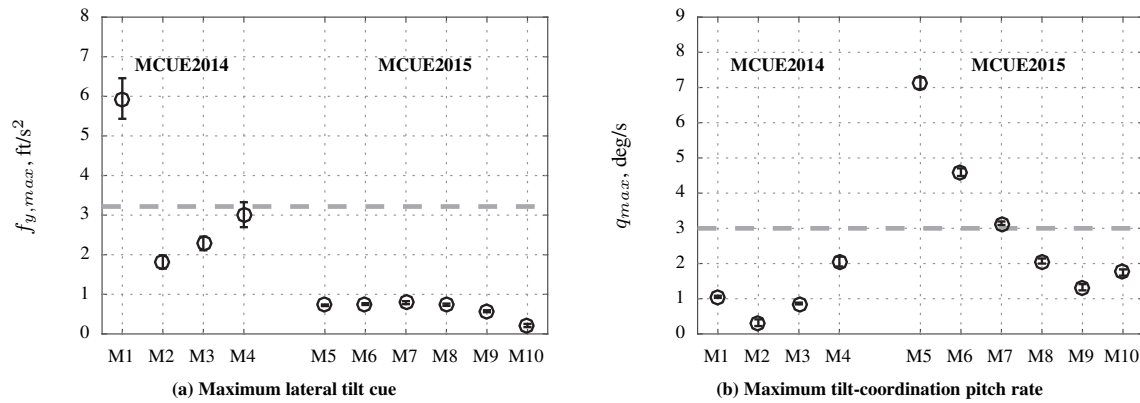 8
7
6
5
4
3
2
1
0
f_{y,max}, ft/s²
MCUE2014 MCUE2015
M1 M2 M3 M4 M5 M6 M7 M8 M9 M10
(a) Maximum lateral tilt cue
9
8
7
6
5
4
3
2
1
0
q_{max}, deg/s
MCUE2014 MCUE2015
M1 M2 M3 M4 M5 M6 M7 M8 M9 M10
(b) Maximum tilt-coordination pitch rate